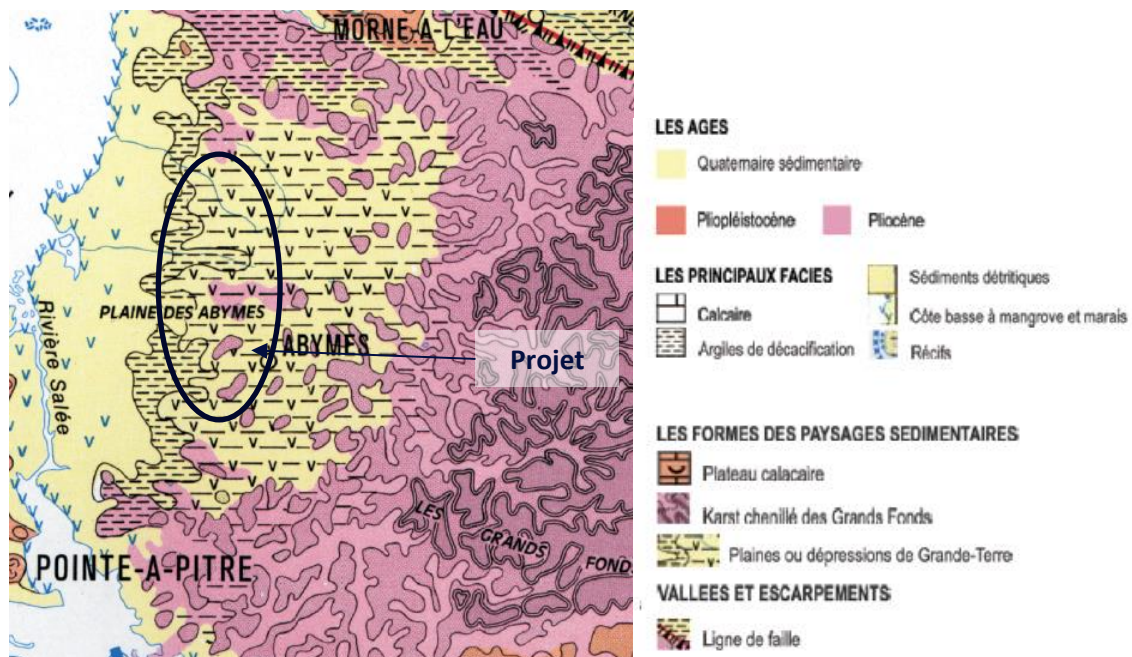 MORNE-A-L'EAU
PLAINE DES ABYMES
ABYMES
Projet
Rivière Salée
LES
GRANDS
FOND
POINTE-A-PITRE
LES AGES
Quaternaire sédimentaire
Pliopléistocène
Pliocène
LES PRINCIPAUX FACIES
Calcaire
Argiles de décacification
Sédiments détritiques
Côte basse à mangrove et marais
Récifs
LES FORMES DES PAYSAGES SEDIMENTAIRES
Plateau calacaire
Karst chenillé des Grands Fonds
Plaines ou dépressions de Grande-Terre
VALLEES ET ESCARPEMENTS
Ligne de faille